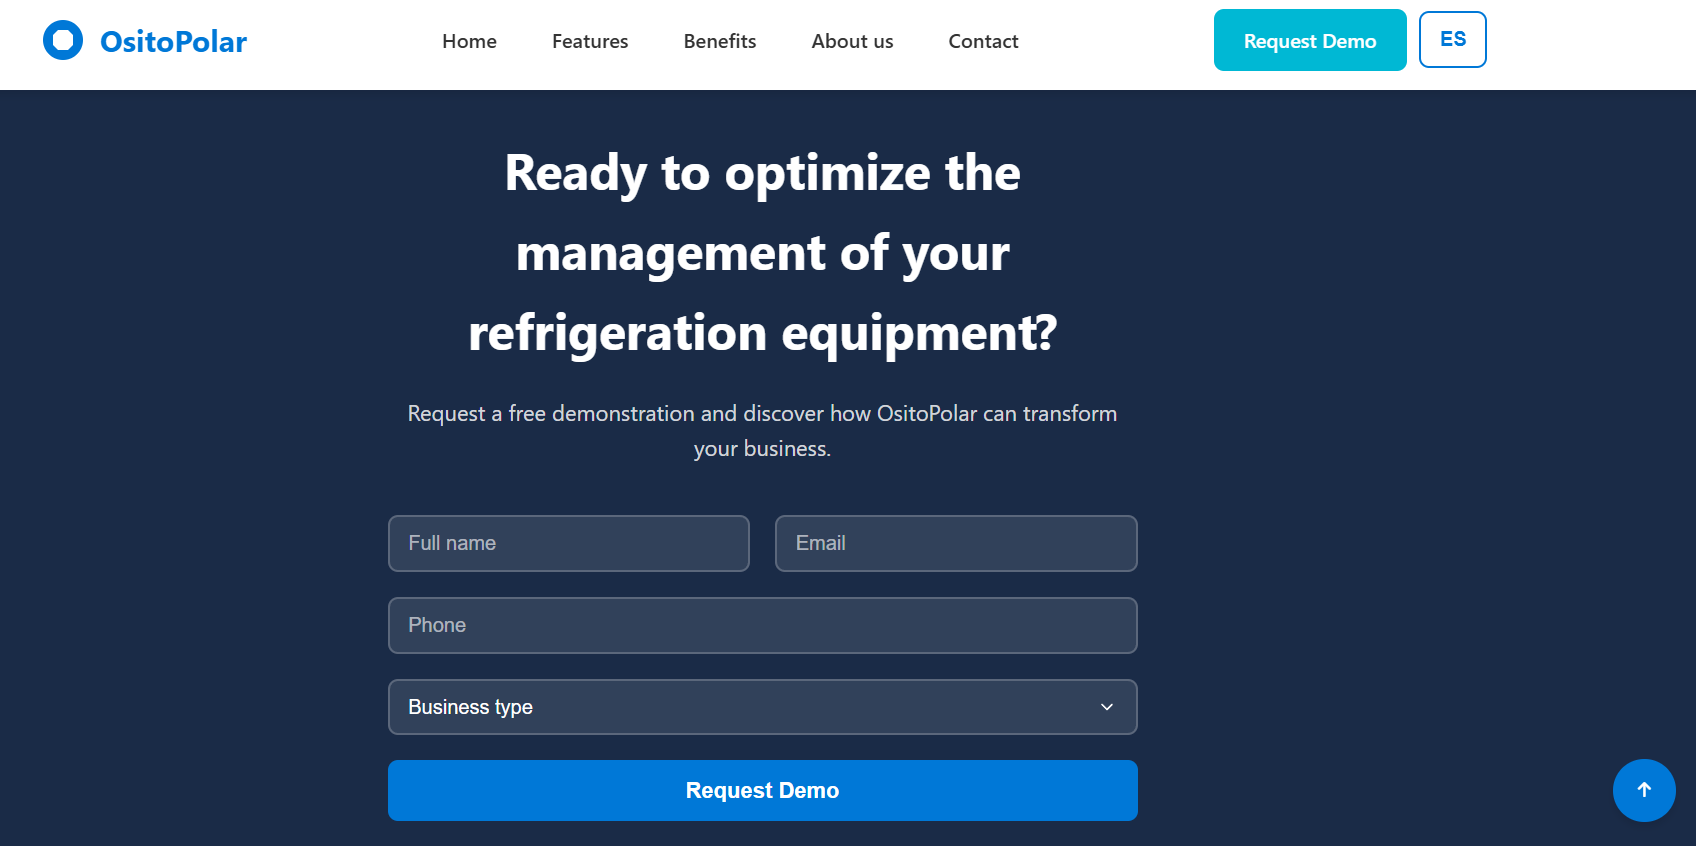 OsitoPolar
Home
Features
Benefits
About us
Contact
Request Demo
ES
Ready to optimize the
management of your
refrigeration equipment?
Request a free demonstration and discover how OsitoPolar can transform
your business.
Full name
Email
Phone
Business type
Request Demo